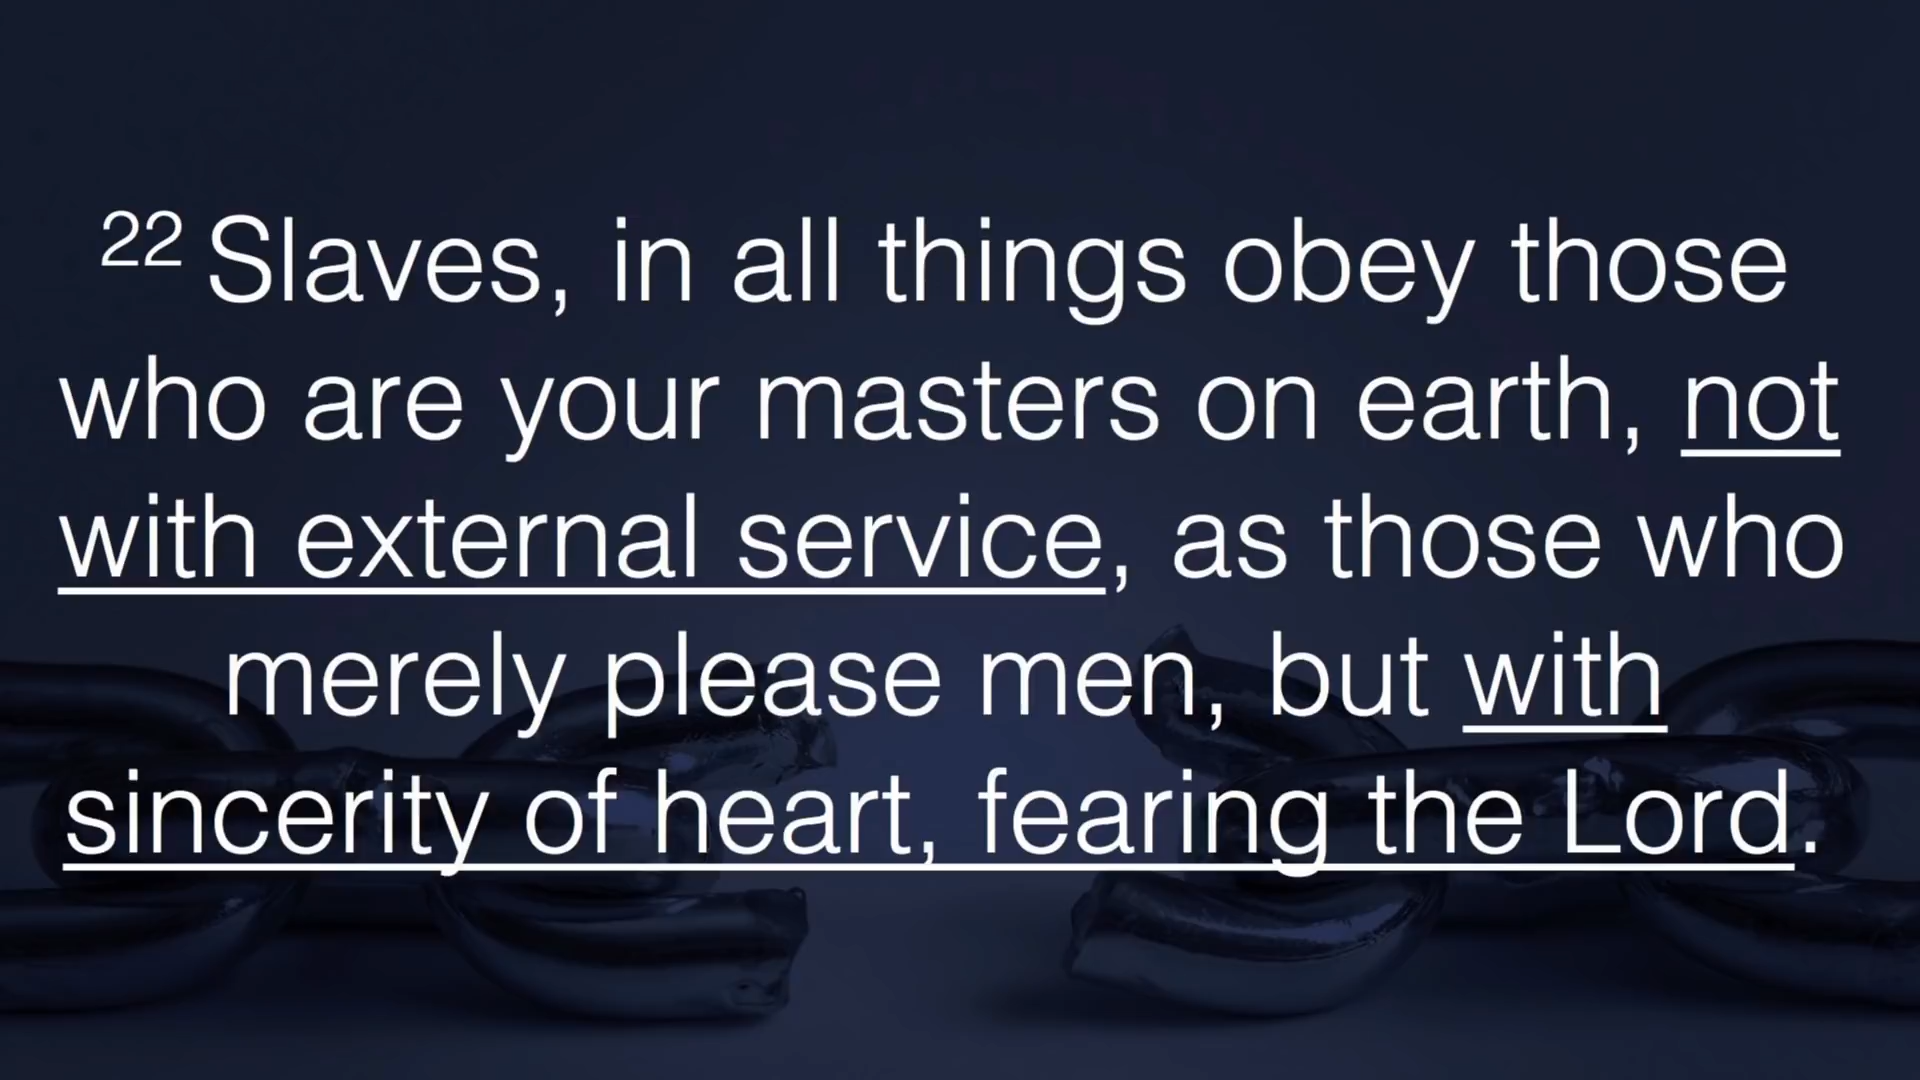 22 Slaves, in all things obey those
who are your masters on earth, not
with external service, as those who
merely please men, but with
sincerity of heart, fearing the Lord.